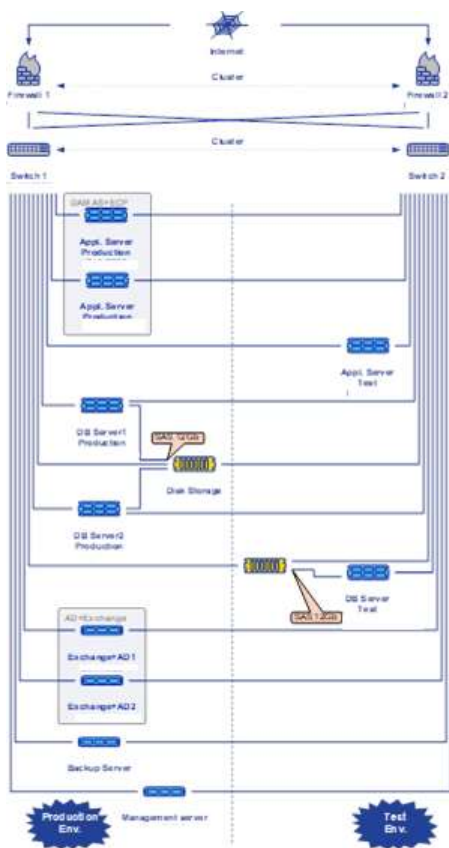 Internet
Firewall 1
Cluster
Firewall 2
Cluster
Switch 1
Switch 2
Appl. Server
Production
Appl. Server
Production
Appl. Server
Test
DB Server1
Production
SAS 12GB
Disk Storage
DB Server2
Production
DB Server
Test
SAS 12GB
AD+Exchange
Exchange+AD1
Exchange+AD2
Backup Server
Management server
Production
Env.
Test
Env.